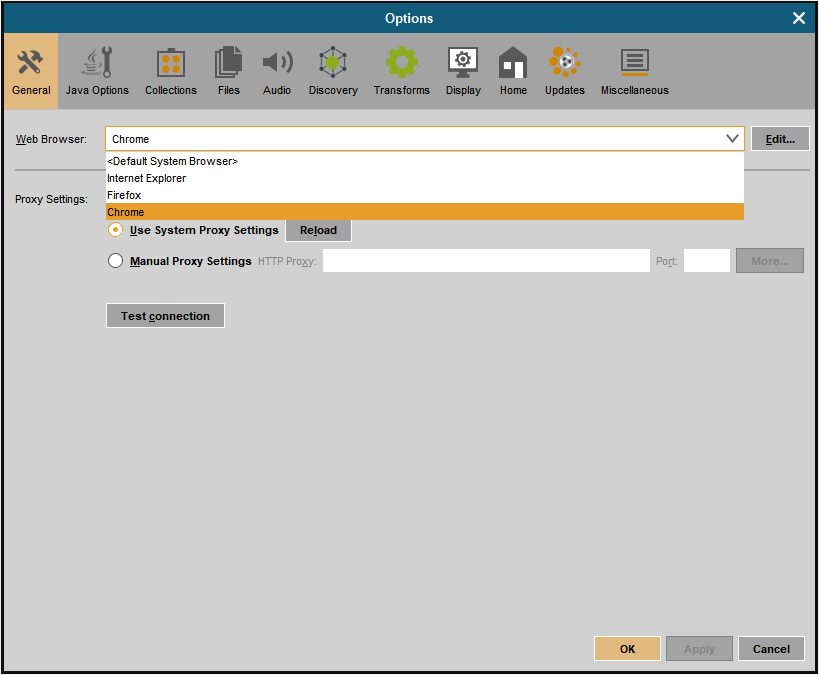 Options
General Java Options Collections Files Audio Discovery Transforms Display Home Updates Miscellaneous
Web Browser: Chrome Edit...
<Default System Browser>
Internet Explorer
Firefox
Chrome
Proxy Settings:
Use System Proxy Settings Reload
Manual Proxy Settings HTTP Proxy: Port: More...
Test connection
OK Apply Cancel